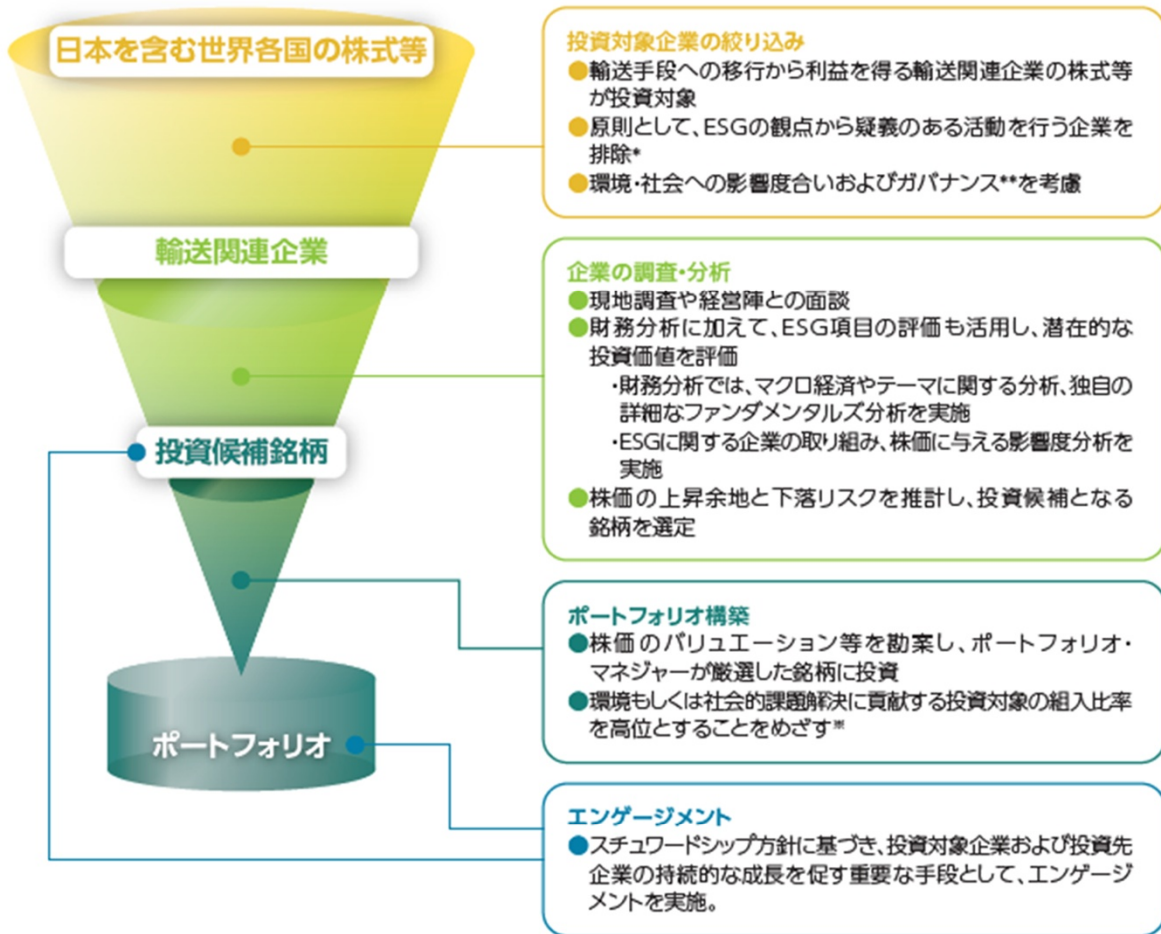 日本を含む世界各国の株式等
輸送関連企業
投資候補銘柄
ポートフォリオ
投資対象企業の絞り込み
●輸送手段への移行から利益を得る輸送関連企業の株式等
が投資対象
●原則として、ESGの観点から疑義のある活動を行う企業を
排除*
●環境・社会への影響度合いおよびガバナンス**を考慮
企業の調査・分析
●現地調査や経営陣との面談
●財務分析に加えて、ESG項目の評価も活用し、潜在的な
投資価値を評価
・財務分析では、マクロ経済やテーマに関する分析、独自の
詳細なファンダメンタルズ分析を実施
・ESGに関する企業の取り組み、株価に与える影響度分析を
実施
●株価の上昇余地と下落リスクを推計し、投資候補となる
銘柄を選定
ポートフォリオ構築
●株価のバリュエーション等を勘案し、ポートフォリオ・
マネジャーが厳選した銘柄に投資
●環境もしくは社会的課題解決に貢献する投資対象の組入比率
を高位とすることをめざす※
エンゲージメント
●スチュワードシップ方針に基づき、投資対象企業および投資先
企業の持続的な成長を促す重要な手段として、エンゲージ
メントを実施。